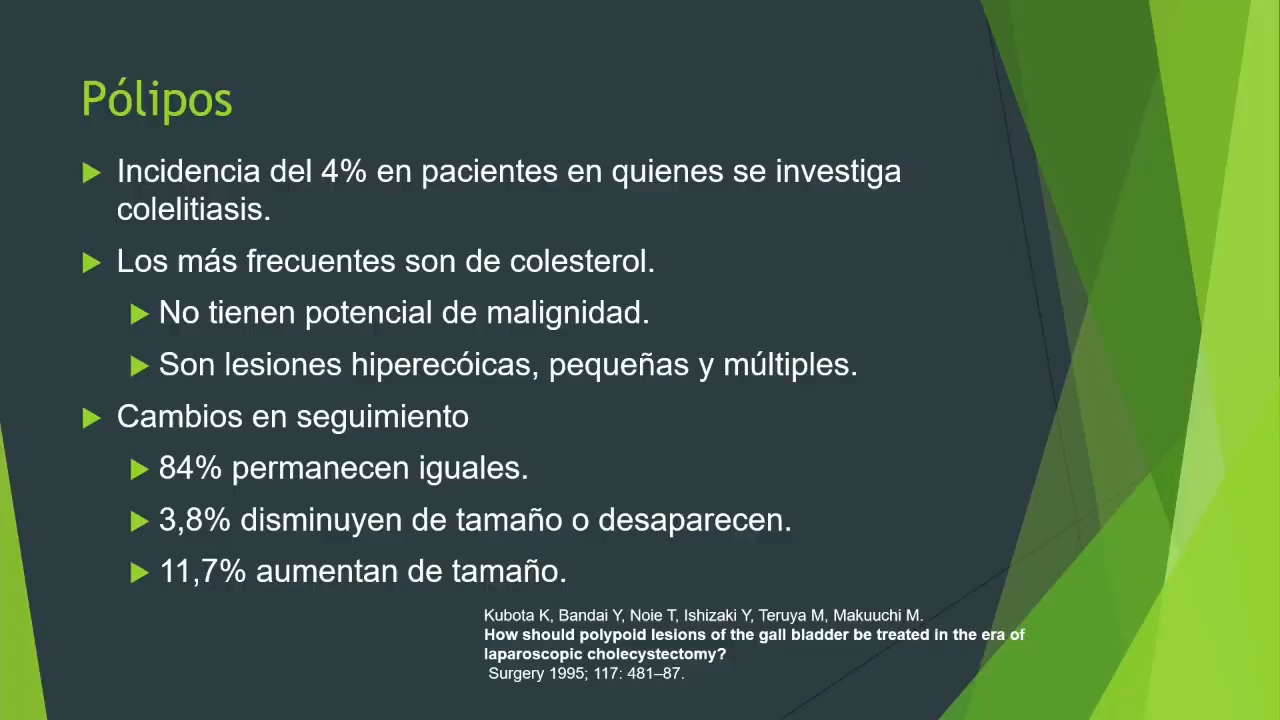 Pólipos
Incidencia del 4% en pacientes en quienes se investiga
colelitiasis.
Los más frecuentes son de colesterol.
No tienen potencial de malignidad.
Son lesiones hiperecóicas, pequeñas y múltiples.
Cambios en seguimiento
84% permanecen iguales.
3,8% disminuyen de tamaño o desaparecen.
11,7% aumentan de tamaño.
Kubota K, Bandai Y, Noie T, Ishizaki Y, Teruya M, Makuuchi M.
How should polypoid lesions of the gall bladder be treated in the era of
laparoscopic cholecystectomy?
Surgery 1995; 117: 481–87.